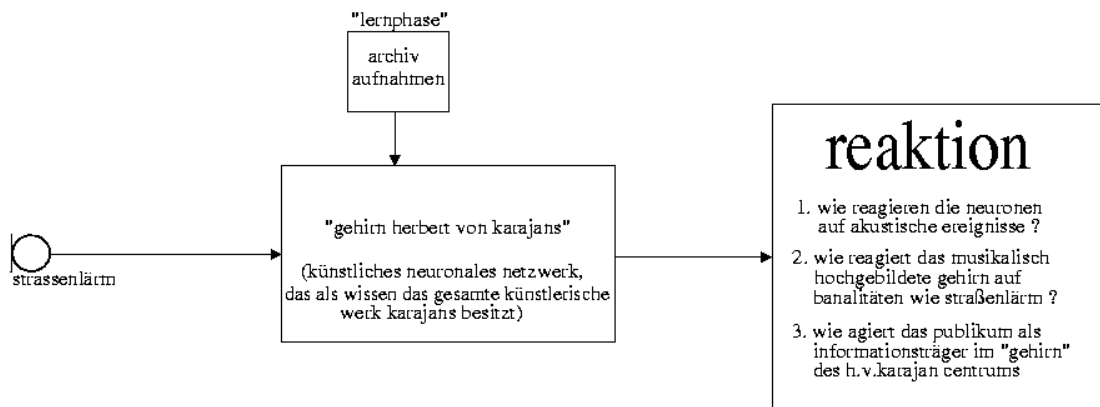 "lernphase"
archiv
aufnahmen
strassenlärm
"gehirn herbert von karajans"
(künstliches neuronales netzwerk,
das als wissen das gesamte künstlerische
werk karajans besitzt)
reaktion
1. wie reagieren die neuronen
auf akustische ereignisse ?
2. wie reagiert das musikalisch
hochgebildete gehirn auf
banalitäten wie straßenlärm ?
3. wie agiert das publikum als
informationsträger im "gehirn"
des h.v.karajan centrums